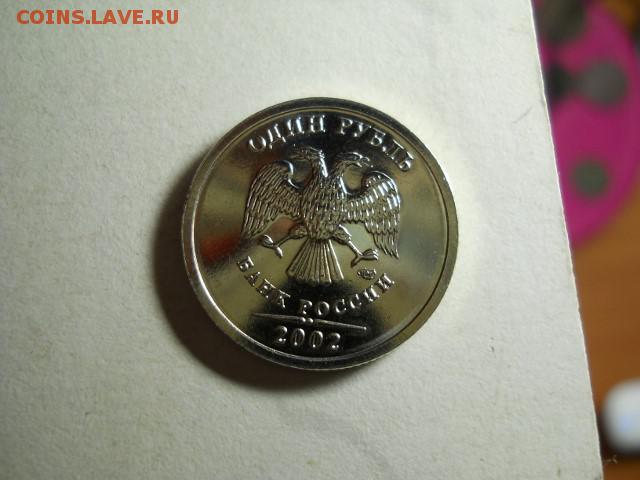 COINS.LAVE.RU
ОДИН РУБЛЬ
БАНК РОССИИ
2002